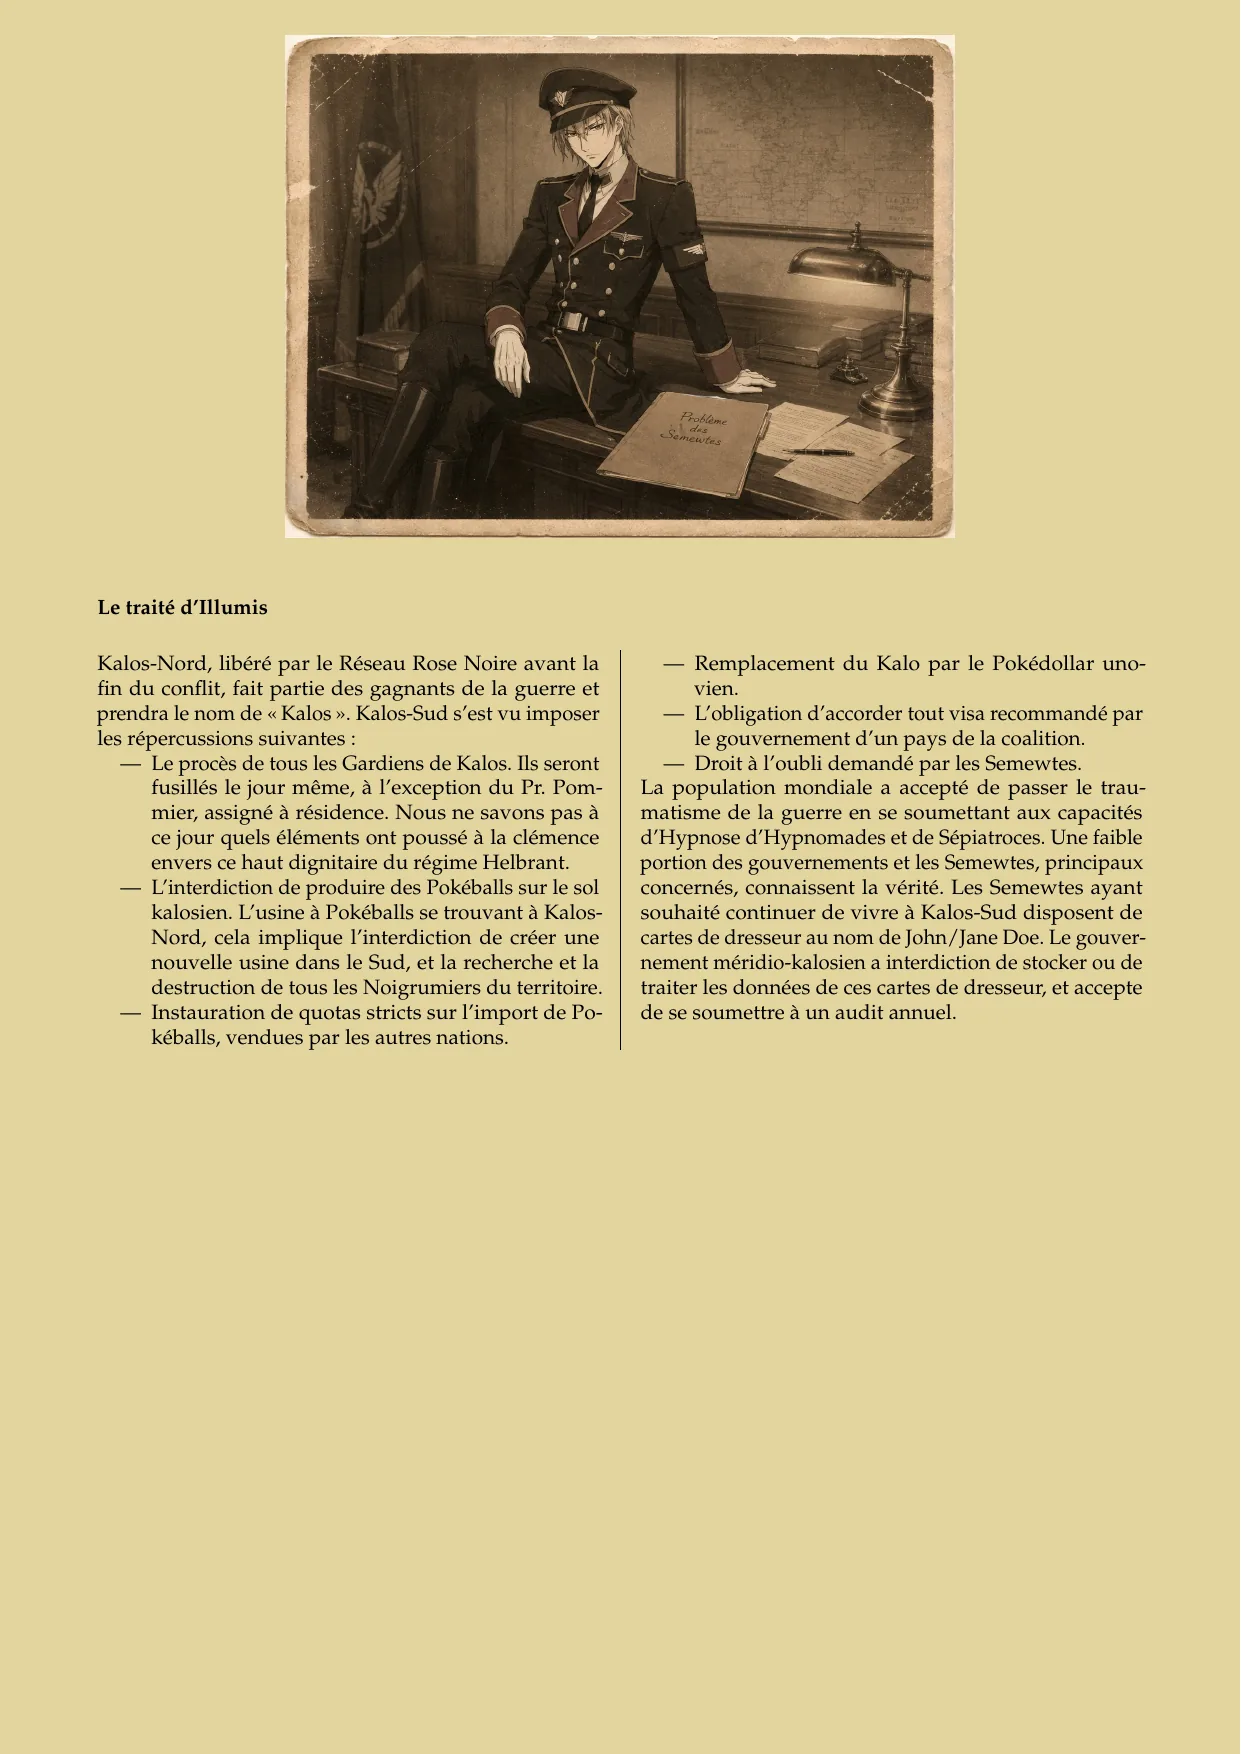 Problème
des
Semewtes
Le traité d'Illumis
Kalos-Nord, libéré par le Réseau Rose Noire avant la
fin du conflit, fait partie des gagnants de la guerre et
prendra le nom de « Kalos ». Kalos-Sud s'est vu imposer
les répercussions suivantes :
— Le procès de tous les Gardiens de Kalos. Ils seront
fusillés le jour même, à l'exception du Pr. Pom-
mier, assigné à résidence. Nous ne savons pas à
ce jour quels éléments ont poussé à la clémence
envers ce haut dignitaire du régime Helbrant.
— L'interdiction de produire des Pokéballs sur le sol
kalosien. L'usine à Pokéballs se trouvant à Kalos-
Nord, cela implique l'interdiction de créer une
nouvelle usine dans le Sud, et la recherche et la
destruction de tous les Noigrumiers du territoire.
— Instauration de quotas stricts sur l'import de Po-
kéballs, vendues par les autres nations.
— Remplacement du Kalo par le Pokédollar uno-
vien.
— L'obligation d'accorder tout visa recommandé par
le gouvernement d'un pays de la coalition.
— Droit à l'oubli demandé par les Semewtes.
La population mondiale a accepté de passer le trau-
matisme de la guerre en se soumettant aux capacités
d'Hypnose d'Hypnomades et de Sépiatroces. Une faible
portion des gouvernements et les Semewtes, principaux
concernés, connaissent la vérité. Les Semewtes ayant
souhaité continuer de vivre à Kalos-Sud disposent de
cartes de dresseur au nom de John/Jane Doe. Le gouver-
nement méridio-kalosien a interdiction de stocker ou de
traiter les données de ces cartes de dresseur, et accepte
de se soumettre à un audit annuel.